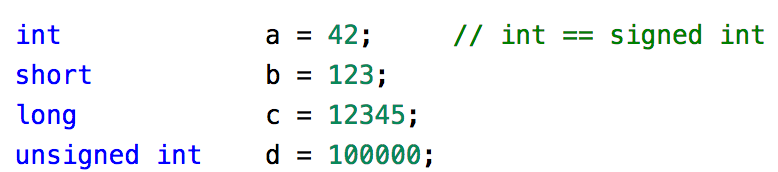 int a = 42; // int == signed int
short b = 123;
long c = 12345;
unsigned int d = 100000;